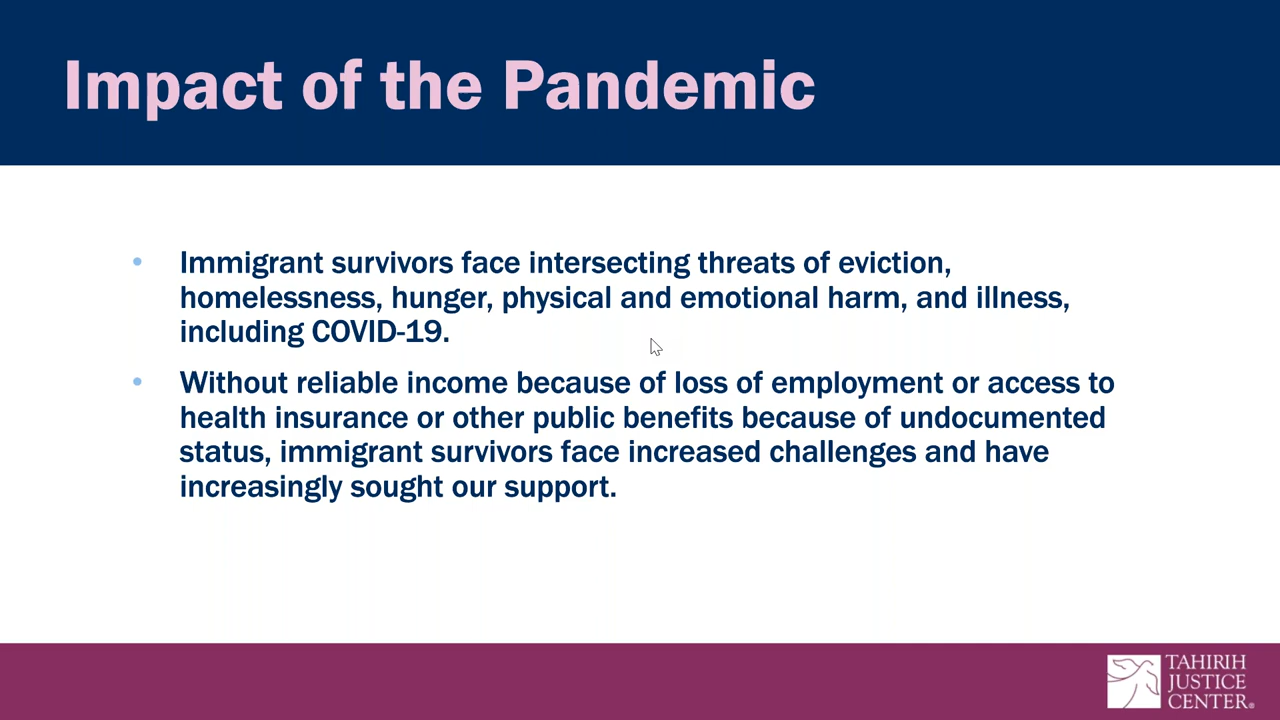 Impact of the Pandemic
• Immigrant survivors face intersecting threats of eviction,
homelessness, hunger, physical and emotional harm, and illness,
including COVID-19.
• Without reliable income because of loss of employment or access to
health insurance or other public benefits because of undocumented
status, immigrant survivors face increased challenges and have
increasingly sought our support.
TAHIRIH
JUSTICE
CENTER®